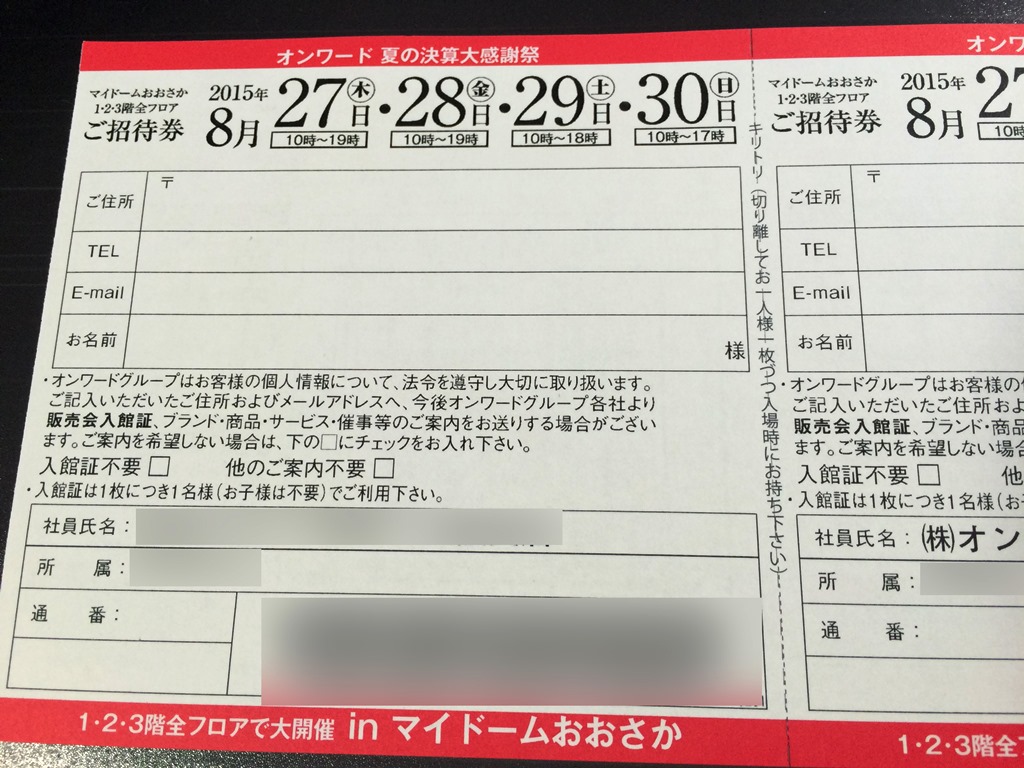 オンワード 夏の決算大感謝祭
マイドームおおさか
1・2・3階全フロア
ご招待券
2015年
8月
27木日・28金日・29土日・30日日
10時〜19時 10時〜19時 10時〜18時 10時〜17時
ご住所 〒
TEL
E-mail
お名前 様
・オンワードグループはお客様の個人情報について、法令を遵守し大切に取り扱います。
ご記入いただいたご住所およびメールアドレスへ、今後オンワードグループ各社より
販売会入館証、ブランド・商品・サービス・催事等のご案内をお送りする場合がござい
ます。ご案内を希望しない場合は、下の□にチェックをお入れ下さい。
入館証不要 □ 他のご案内不要 □
・入館証は1枚につき1名様(お子様は不要)でご利用下さい。
社員氏名：
所 属：
通 番：
1・2・3階全フロアで大開催 in マイドームおおさか
キリトリ(切り離してお一人様一枚づつ入場時にお持ち下さい)
オンワ
マイドームおおさか
1・2・3階全フロア
ご招待券
2015年
8月
27
10時
ご住所 〒
TEL
E-mail
お名前
・オンワードグループはお客様の
ご記入いただいたご住所およ
販売会入館証、ブランド・商品
ます。ご案内を希望しない場合
入館証不要 □ 他
・入館証は1枚につき1名様(お
社員氏名：㈱オン
所 属：
通 番：
1・2・3階全フ